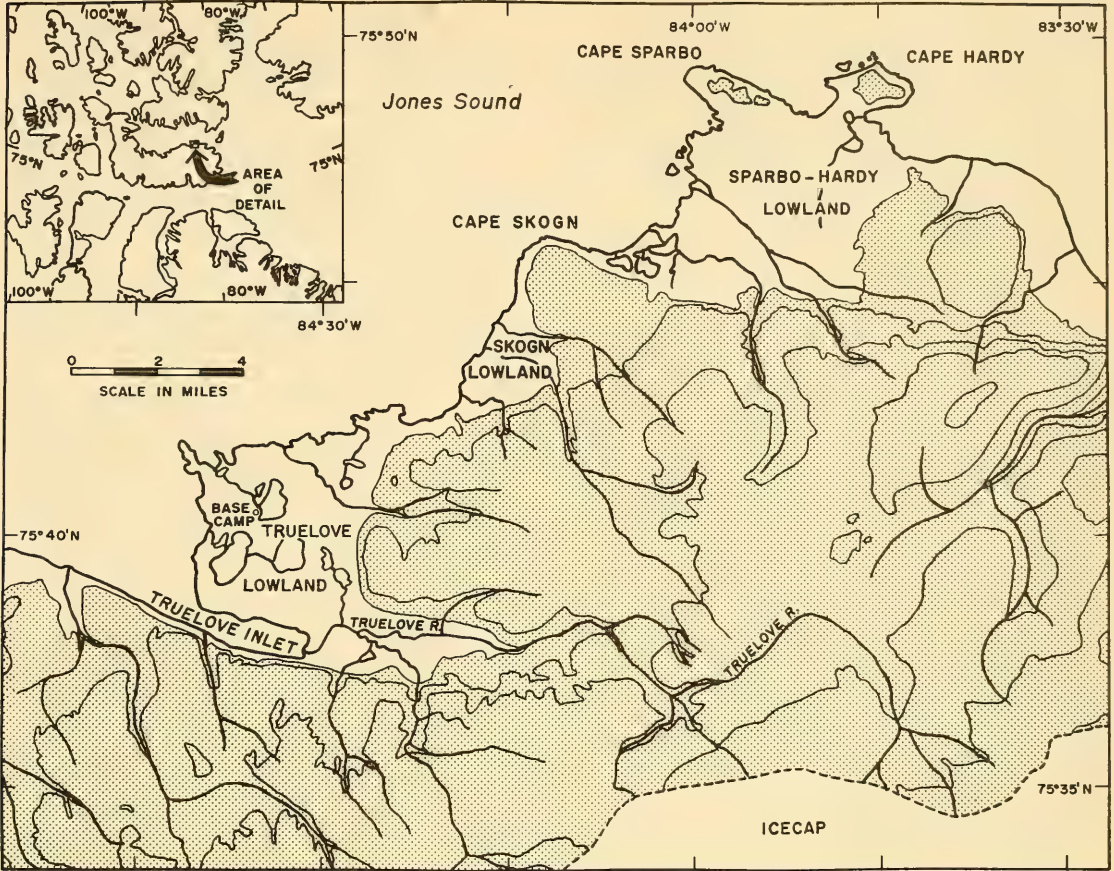 100°W
80°W
75°N
75°N
AREA
OF
DETAIL
100°W
80°W
84°30'W
75°50'N
84°00'W
83°30'W
CAPE SPARBO
CAPE HARDY
Jones Sound
SPARBO-HARDY
LOWLAND
CAPE SKOGN
SKOGN
LOWLAND
0 2 4
SCALE IN MILES
BASE
CAMP
TRUELOVE
LOWLAND
75°40'N
TRUELOVE INLET
TRUELOVE R.
TRUELOVE R.
75°35'N
ICECAP